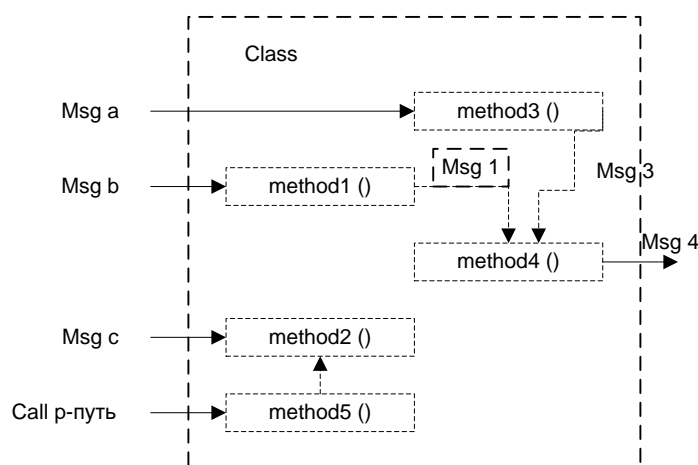 Class
Msg a
method3 ()
Msg b
method1 ()
Msg 1
Msg 3
method4 ()
Msg 4
Msg c
method2 ()
Call р-путь
method5 ()